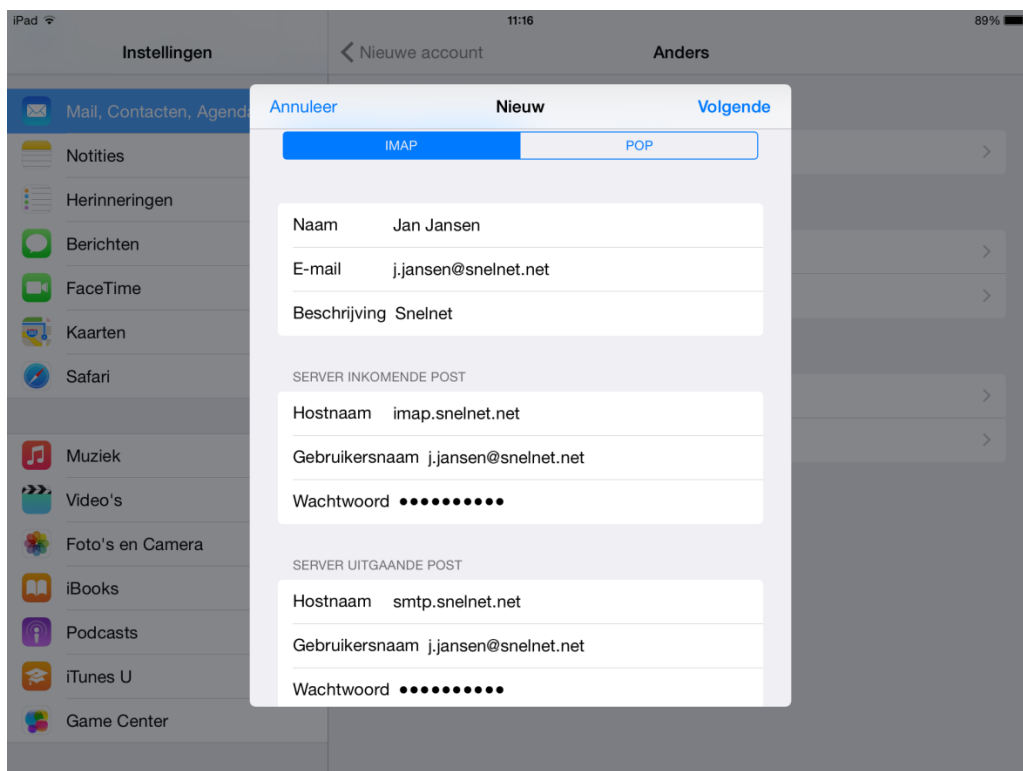 iPad 11:16 89%
Instellingen
Nieuwe account Anders
Mail, Contacten, Agenda
Notities
Herinneringen
Berichten
FaceTime
Kaarten
Safari
Muziek
Video's
Foto's en Camera
iBooks
Podcasts
iTunes U
Game Center
Annuleer Nieuw Volgende
IMAP POP
Naam Jan Jansen
E-mail j.jansen@snelnet.net
Beschrijving Snelnet
SERVER INKOMENDE POST
Hostnaam imap.snelnet.net
Gebruikersnaam j.jansen@snelnet.net
Wachtwoord ●●●●●●●●●●
SERVER UITGAANDE POST
Hostnaam smtp.snelnet.net
Gebruikersnaam j.jansen@snelnet.net
Wachtwoord ●●●●●●●●●●